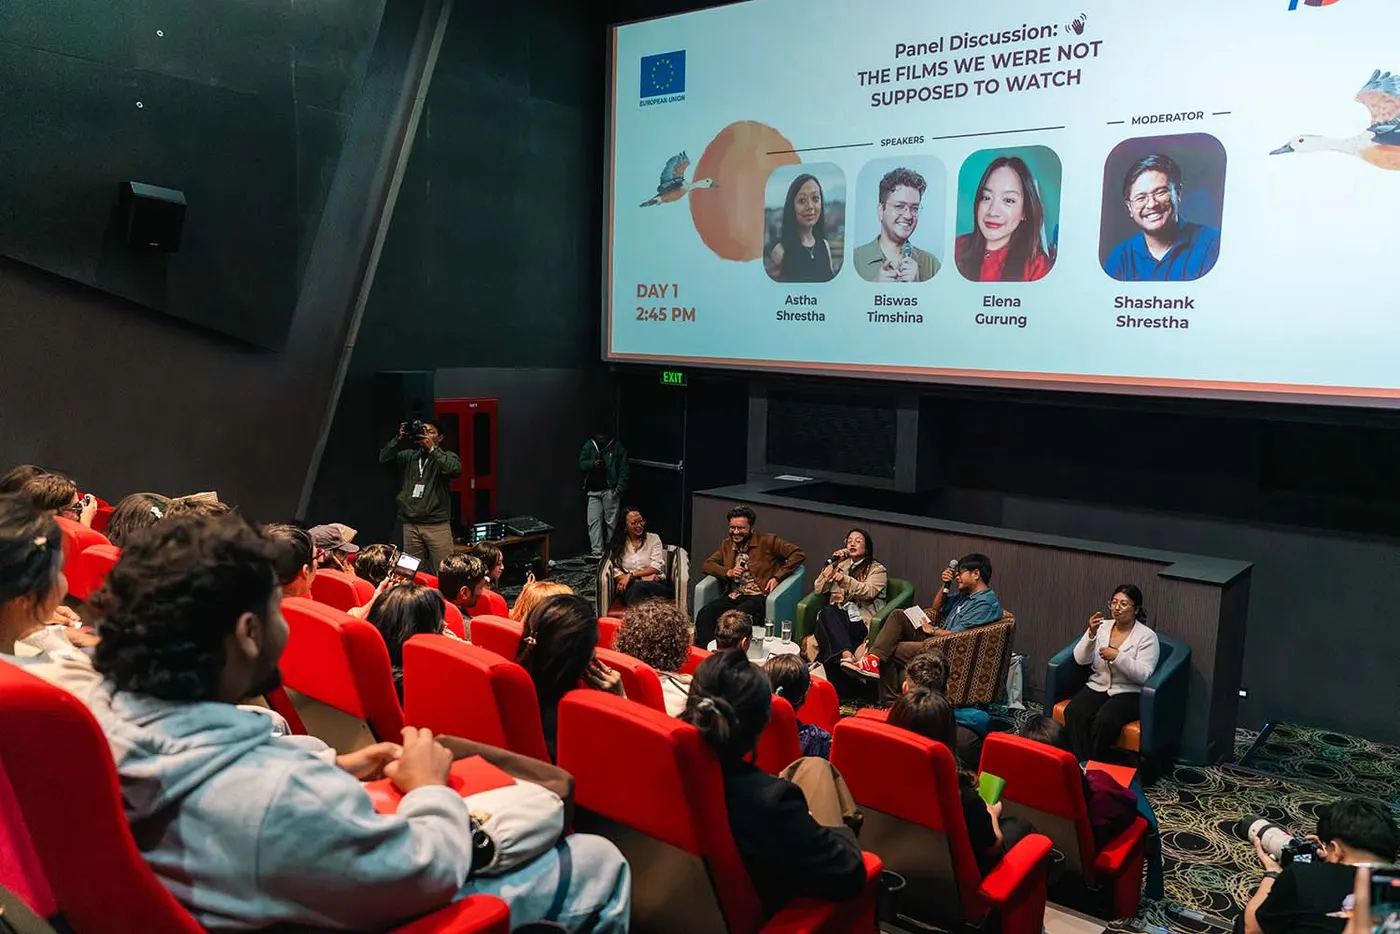 Panel Discussion:
THE FILMS WE WERE NOT
SUPPOSED TO WATCH
EUROPEAN UNION
SPEAKERS
MODERATOR
DAY 1
2:45 PM
Astha
Shrestha
Biswas
Timshina
Elena
Gurung
Shashank
Shrestha
EXIT